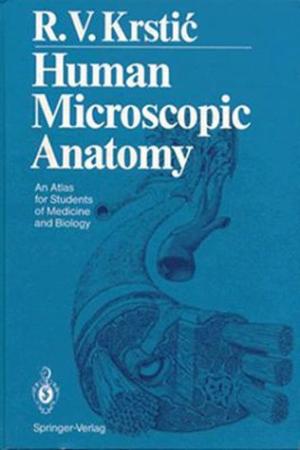 R. V. Krstić
Human
Microscopic
Anatomy
An Atlas
for Students
of Medicine
and Biology
Springer-Verlag